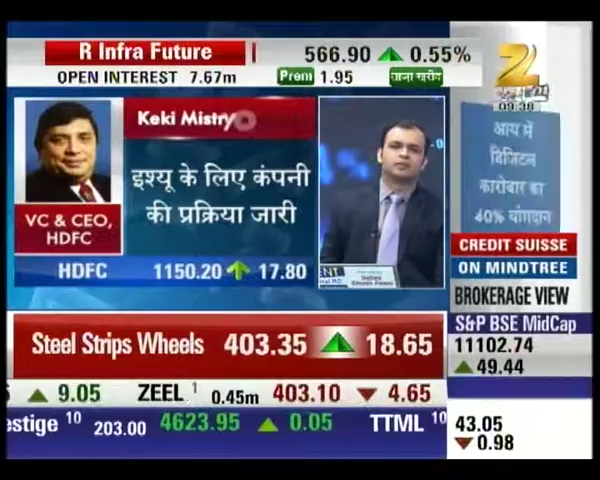 R Infra Future
566.90 0.55%
OPEN INTEREST 7.67m
Prem 1.95
ताजा खरीद
09:38
Keki Mistry
इश्यू के लिए कंपनी
की प्रक्रिया जारी
VC & CEO,
HDFC
HDFC 1150.20 17.80
आय में
डिजिटल
कारोबार का
40% योगदान
CREDIT SUISSE
ON MINDTREE
BROKERAGE VIEW
S&P BSE MidCap
11102.74
49.44
Steel Strips Wheels 403.35 18.65
9.05 ZEEL 1 0.45m 403.10 4.65
estige 10 203.00 4623.95 0.05 TTML 10
43.05
0.98